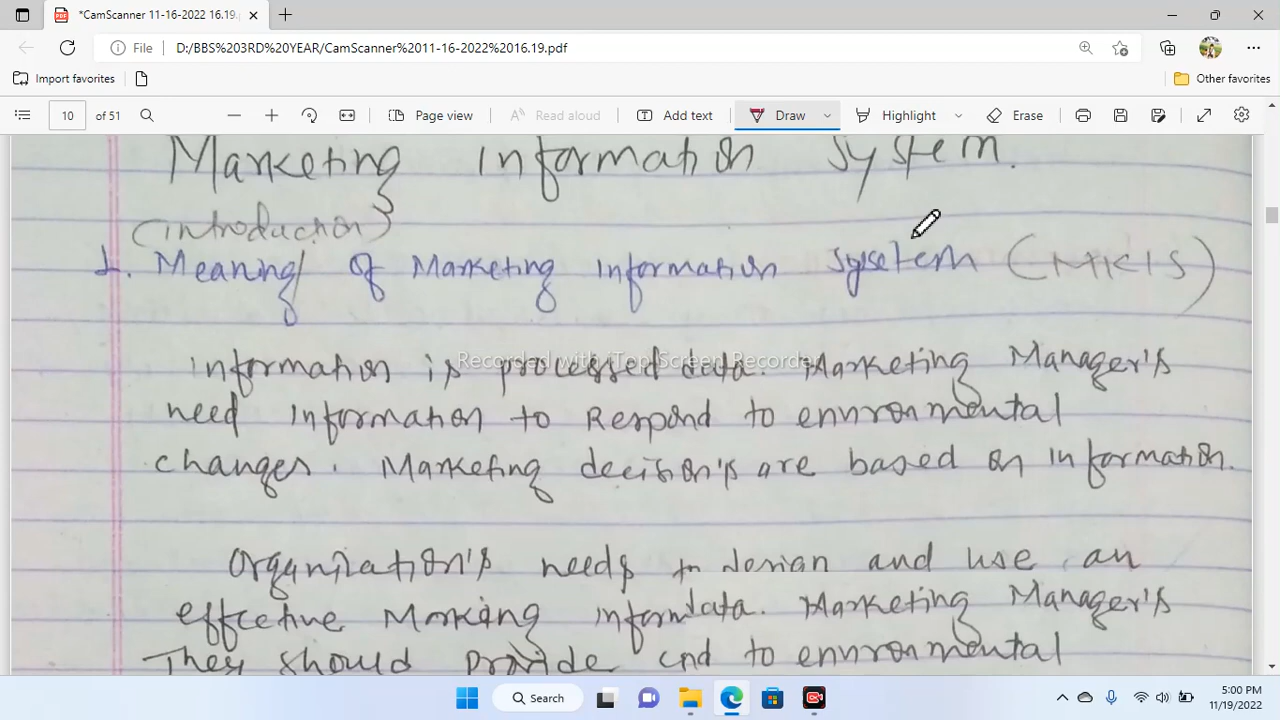 *CamScanner 11-16-2022 16.19.p
File D:/BBS%203RD%20YEAR/CamScanner%2011-16-2022%2016.19.pdf
Import favorites
Other favorites
10 of 51
Page view
Read aloud
Add text
Draw
Highlight
Erase
Marketing Information System.
(introduction)
1. Meaning of Marketing Information Sysetem (MKIS)
Recorded with iTop Screen Recorder
Information is processed data. Marketing Manager's
need information to Respond to environmental
changes. Marketing decision's are based on information.
Organization's needs to design and use an
effective Marking informdata. Marketing Manager's
They should provide and to environmental
Search
5:00 PM
11/19/2022